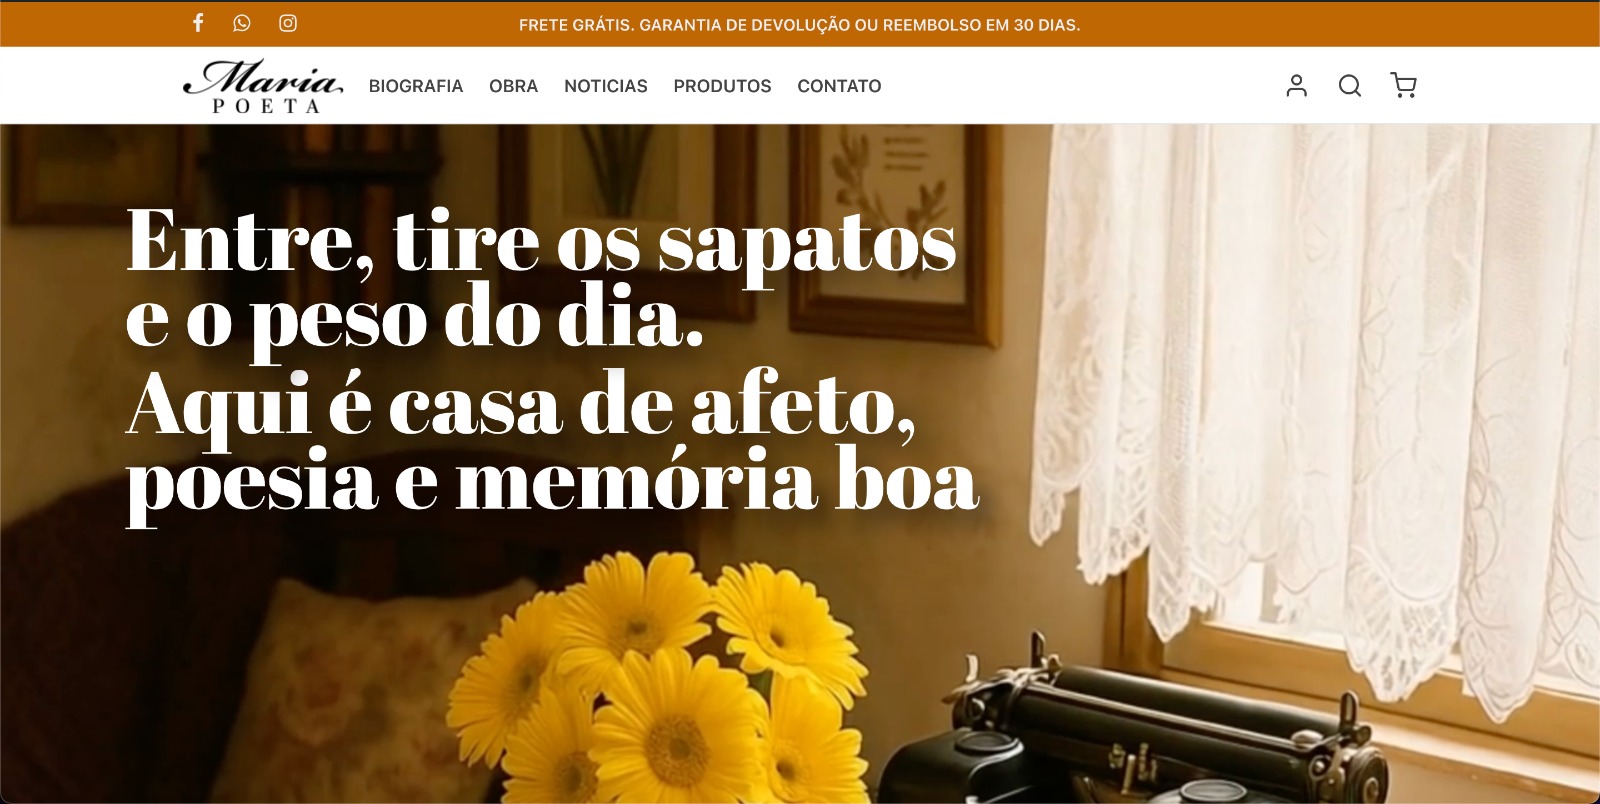 FRETE GRÁTIS. GARANTIA DE DEVOLUÇÃO OU REEMBOLSO EM 30 DIAS.
Maria
POETA
BIOGRAFIA OBRA NOTICIAS PRODUTOS CONTATO
Entre, tire os sapatos
e o peso do dia.
Aqui é casa de afeto,
poesia e memória boa